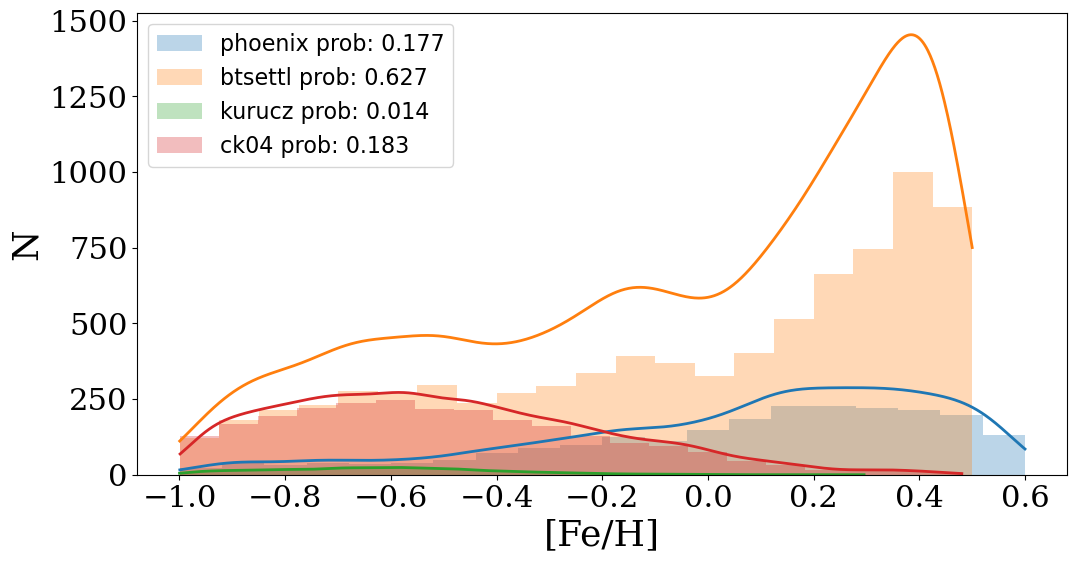 1500
1250
1000
750
500
250
0
N
phoenix prob: 0.177
btsettl prob: 0.627
kurucz prob: 0.014
ck04 prob: 0.183
−1.0 −0.8 −0.6 −0.4 −0.2 0.0 0.2 0.4 0.6
[Fe/H]